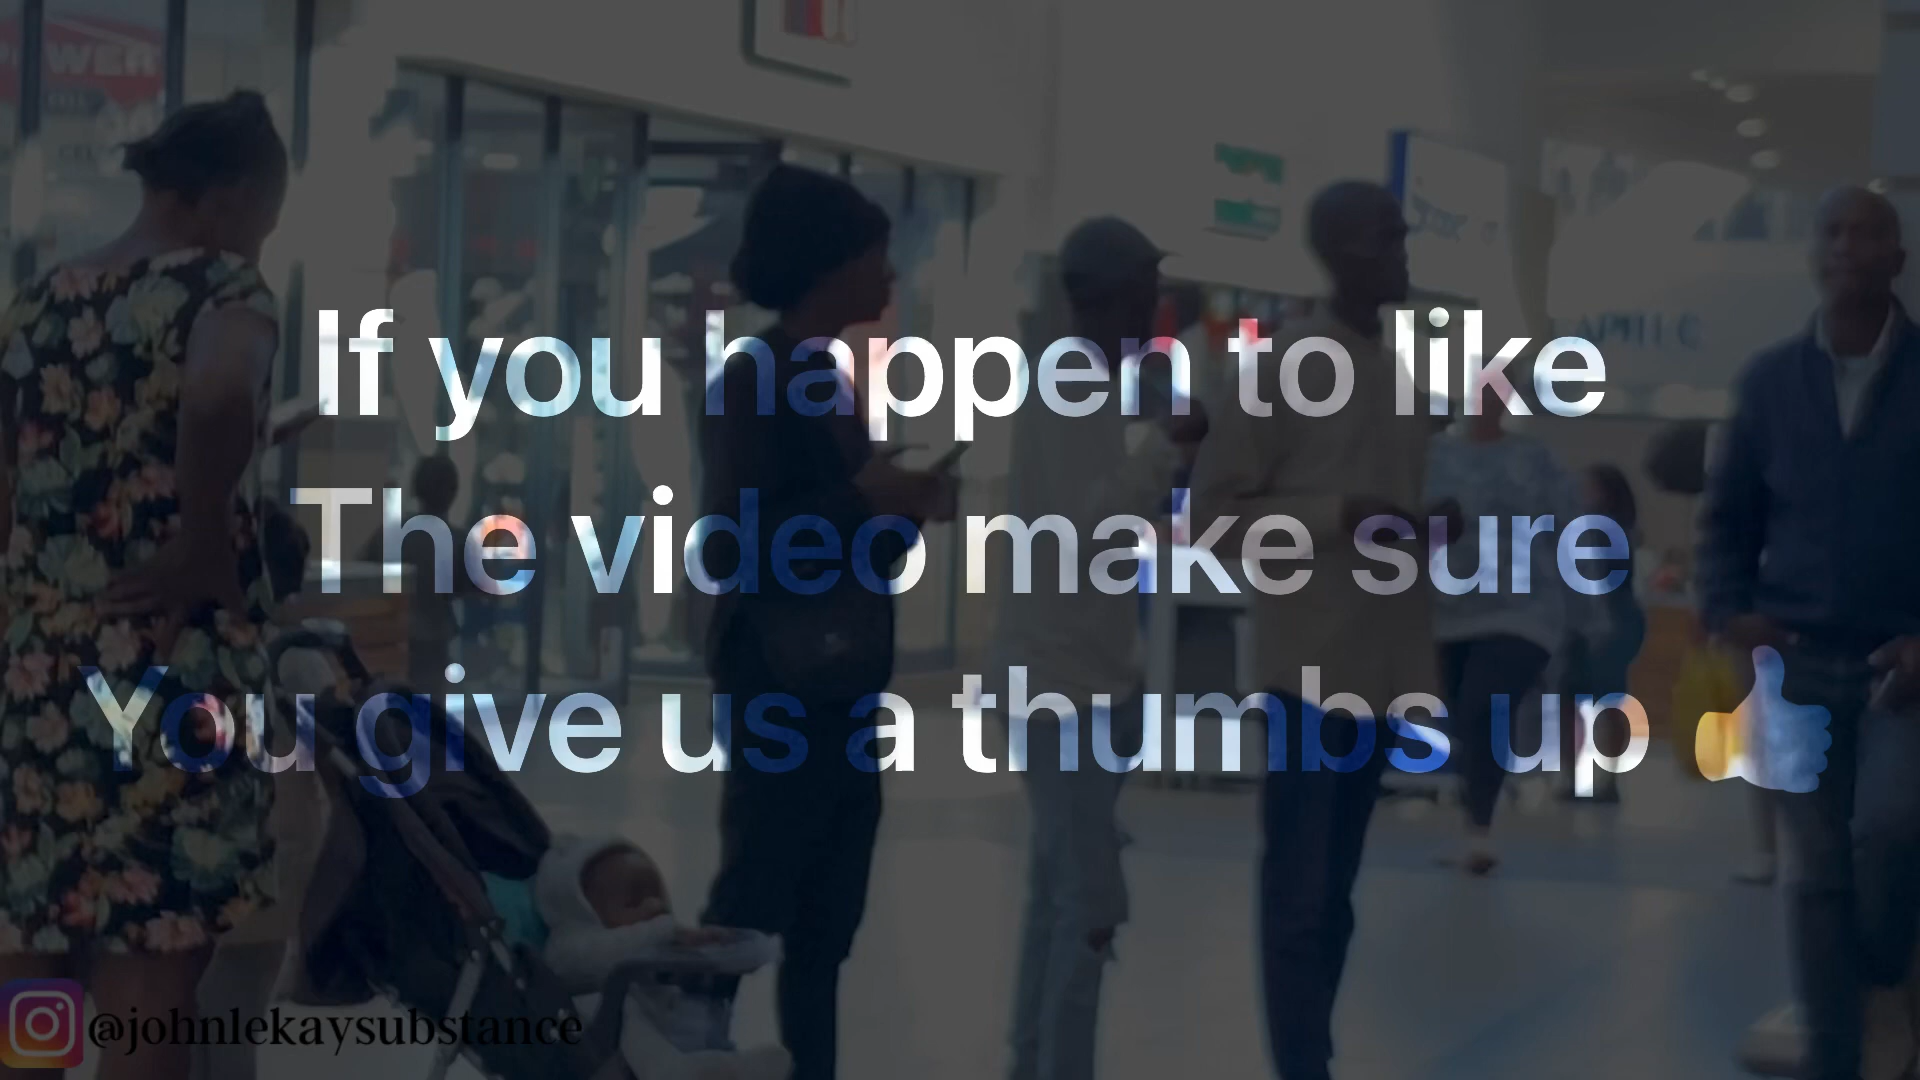 If you happen to like
The video make sure
You give us a thumbs up 👍
@johnlekaysubstance